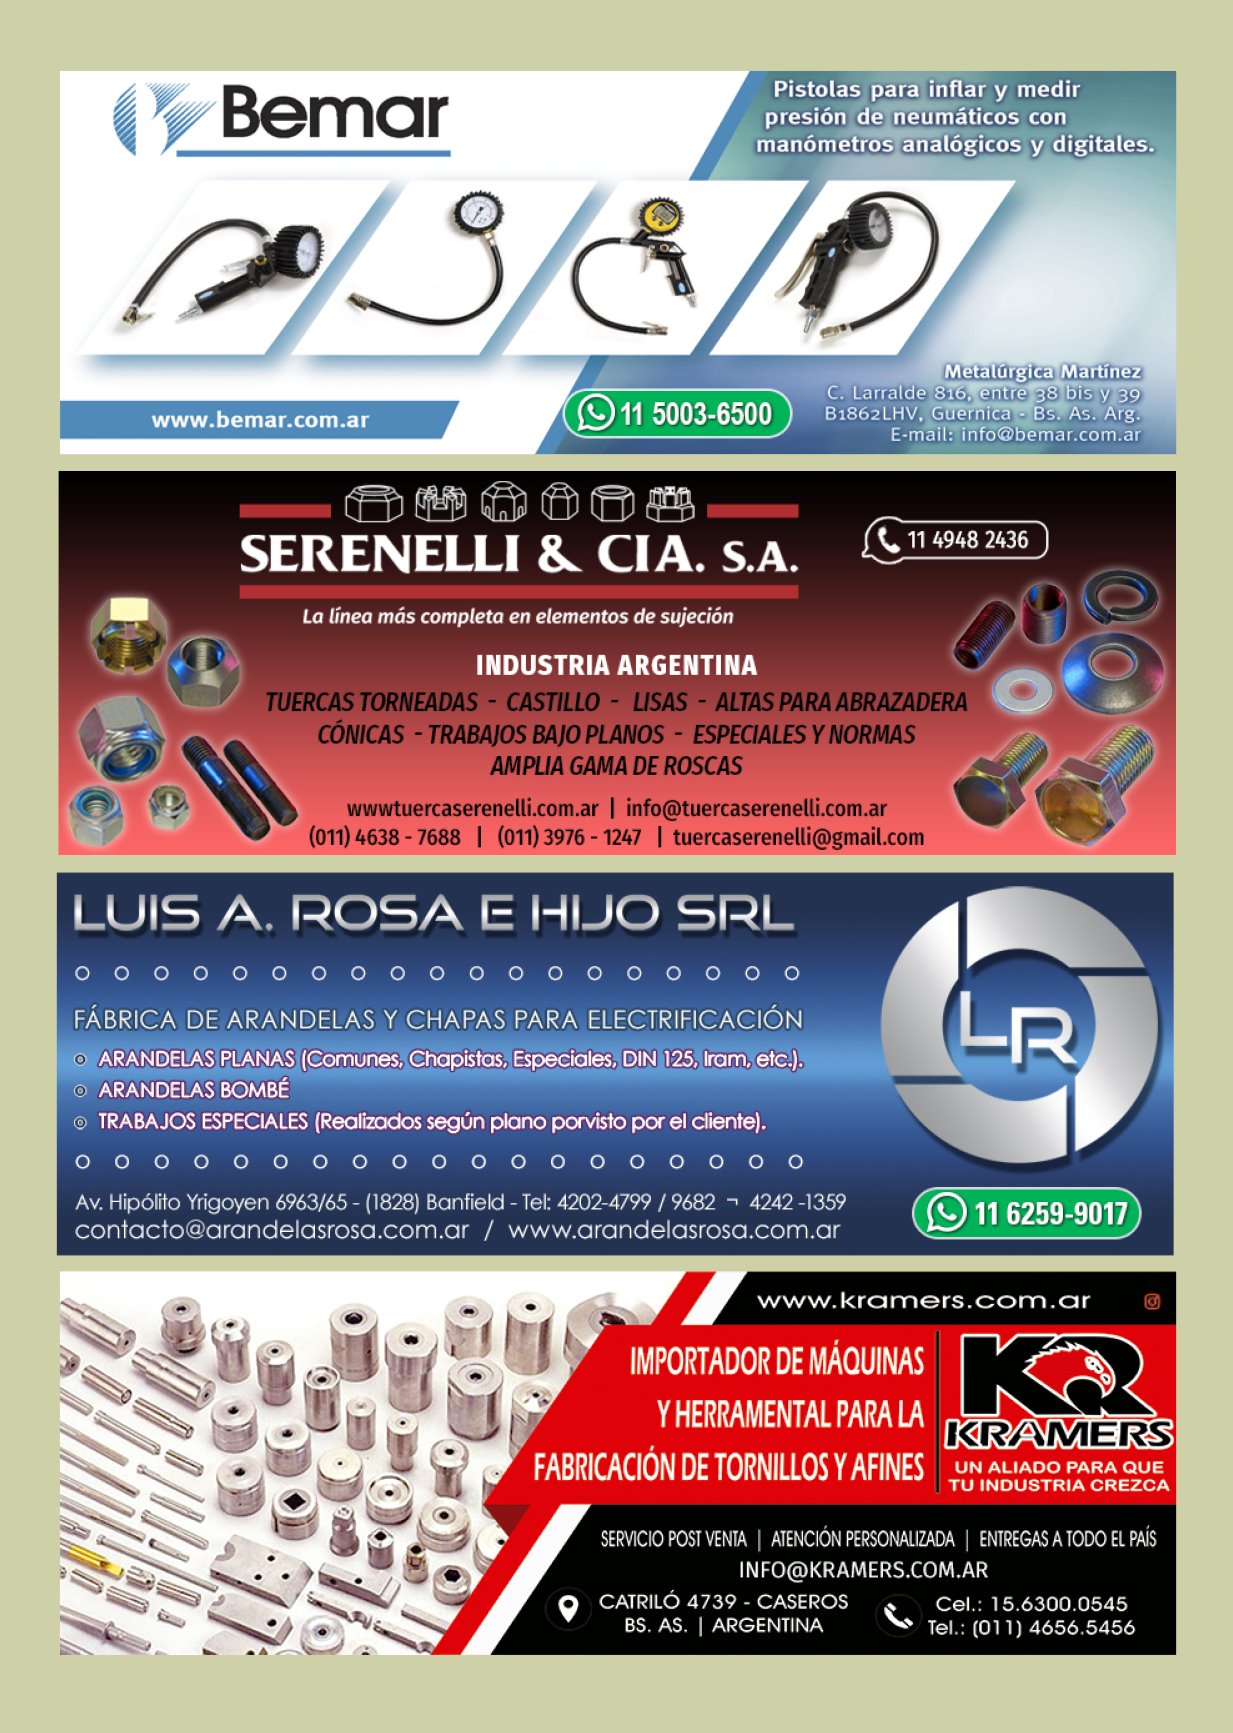 Bemar
Pistolas para inflar y medir
presión de neumáticos con
manómetros analógicos y digitales.
Metalúrgica Martínez
C. Larralde 816, entre 38 bis y 39
B1862LHV, Guernica - Bs. As. Arg.
E-mail: info@bemar.com.ar
www.bemar.com.ar
11 5003-6500
SERENELLI & CIA. S.A.
11 4948 2436
La línea más completa en elementos de sujeción
INDUSTRIA ARGENTINA
TUERCAS TORNEADAS - CASTILLO - LISAS - ALTAS PARA ABRAZADERA
CÓNICAS - TRABAJOS BAJO PLANOS - ESPECIALES Y NORMAS
AMPLIA GAMA DE ROSCAS
wwwtuercaserenelli.com.ar | info@tuercaserenelli.com.ar
(011) 4638 - 7688 | (011) 3976 - 1247 | tuercaserenelli@gmail.com
LUIS A. ROSA E HIJO SRL
FÁBRICA DE ARANDELAS Y CHAPAS PARA ELECTRIFICACIÓN
ARANDELAS PLANAS (Comunes, Chapistas, Especiales, DIN 125, Iram, etc.).
ARANDELAS BOMBÉ
TRABAJOS ESPECIALES (Realizados según plano porvisto por el cliente).
LR
Av. Hipólito Yrigoyen 6963/65 - (1828) Banfield - Tel: 4202-4799 / 9682 ¬ 4242 -1359
contacto@arandelasrosa.com.ar / www.arandelasrosa.com.ar
11 6259-9017
www.kramers.com.ar
IMPORTADOR DE MÁQUINAS
Y HERRAMENTAL PARA LA
FABRICACIÓN DE TORNILLOS Y AFINES
KR
KRAMERS
UN ALIADO PARA QUE
TU INDUSTRIA CREZCA
SERVICIO POST VENTA | ATENCIÓN PERSONALIZADA | ENTREGAS A TODO EL PAÍS
INFO@KRAMERS.COM.AR
CATRILÓ 4739 - CASEROS
BS. AS. | ARGENTINA
Cel.: 15.6300.0545
Tel.: (011) 4656.5456